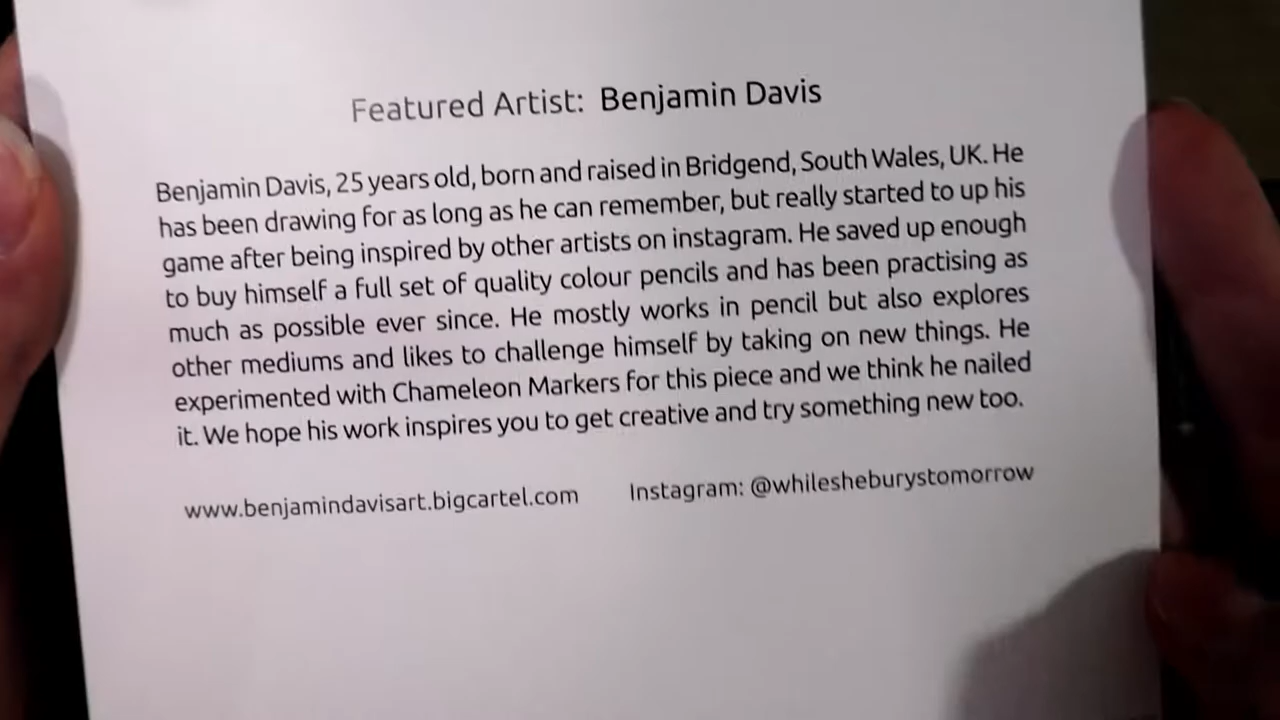 Featured Artist: Benjamin Davis
Benjamin Davis, 25 years old, born and raised in Bridgend, South Wales, UK. He
has been drawing for as long as he can remember, but really started to up his
game after being inspired by other artists on instagram. He saved up enough
to buy himself a full set of quality colour pencils and has been practising as
much as possible ever since. He mostly works in pencil but also explores
other mediums and likes to challenge himself by taking on new things. He
experimented with Chameleon Markers for this piece and we think he nailed
it. We hope his work inspires you to get creative and try something new too.
www.benjamindavisart.bigcartel.com Instagram: @whilesheburystomorrow